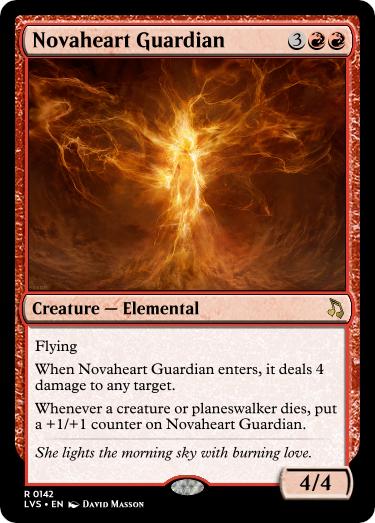 Novaheart Guardian 3
Creature — Elemental
Flying
When Novaheart Guardian enters, it deals 4
damage to any target.
Whenever a creature or planeswalker dies, put
a +1/+1 counter on Novaheart Guardian.
She lights the morning sky with burning love.
4/4
R 0142
LVS • EN David Masson